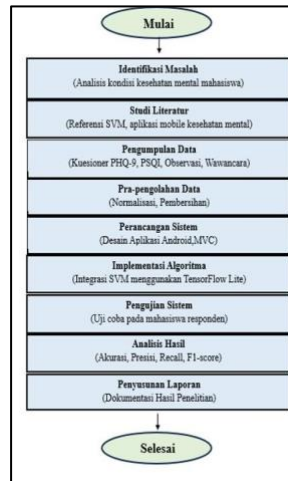 Mulai
Identifikasi Masalah
(Analisis kondisi kesehatan mental mahasiswa)
Studi Literatur
(Referensi SVM, aplikasi mobile kesehatan mental)
Pengumpulan Data
(Kuesioner PHQ-9, PSQI, Observasi, Wawancara)
Pra-pengolahan Data
(Normalisasi, Pembersihan)
Perancangan Sistem
(Desain Aplikasi Android,MVC)
Implementasi Algoritma
(Integrasi SVM menggunakan TensorFlow Lite)
Pengujian Sistem
(Uji coba pada mahasiswa responden)
Analisis Hasil
(Akurasi, Presisi, Recall, F1-score)
Penyusunan Laporan
(Dokumentasi Hasil Penelitian)
Selesai